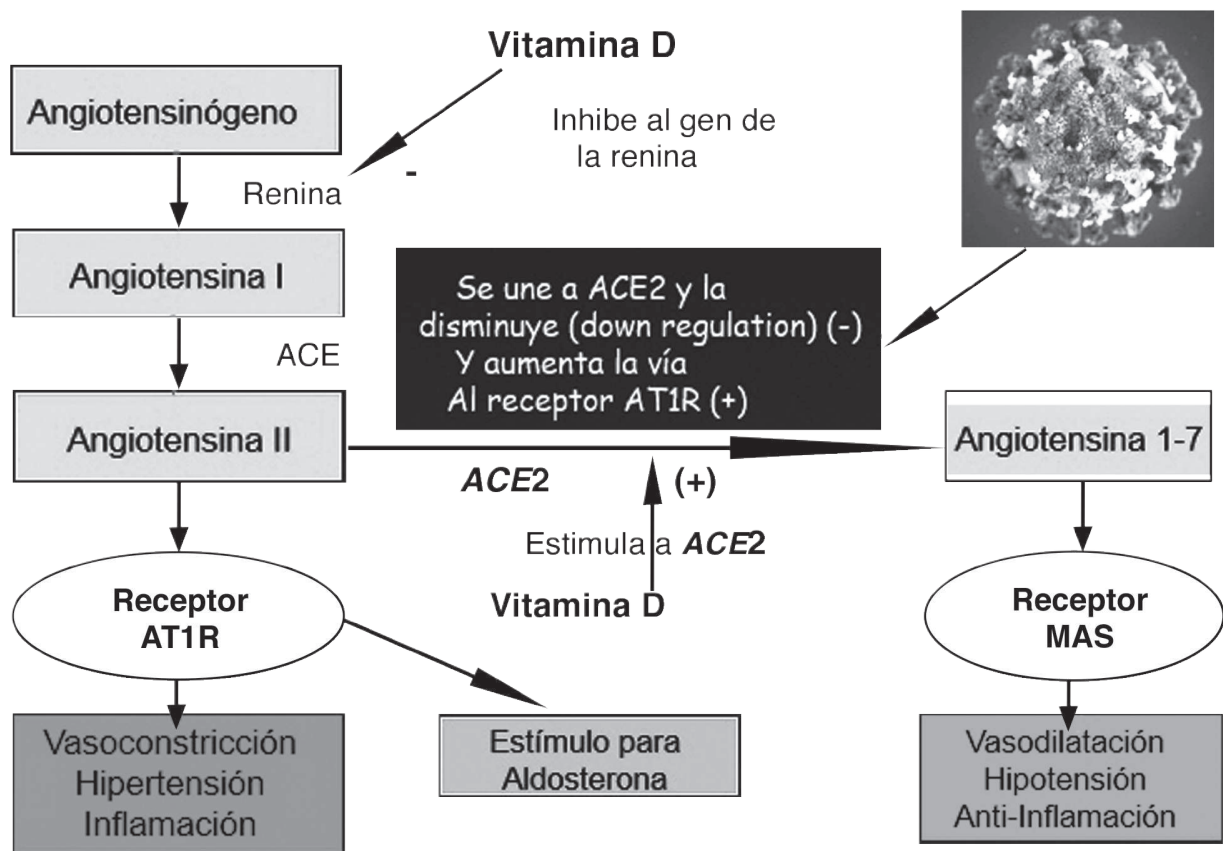 Vitamina D
Angiotensinógeno
Inhibe al gen de
la renina
-
Renina
Angiotensina I
Se une a ACE2 y la
disminuye (down regulation) (-)
Y aumenta la vía
Al receptor AT1R (+)
ACE
Angiotensina II
Angiotensina 1-7
ACE2 (+)
Estimula a ACE2
Vitamina D
Receptor
AT1R
Receptor
MAS
Vasoconstricción
Hipertensión
Inflamación
Estímulo para
Aldosterona
Vasodilatación
Hipotensión
Anti-Inflamación